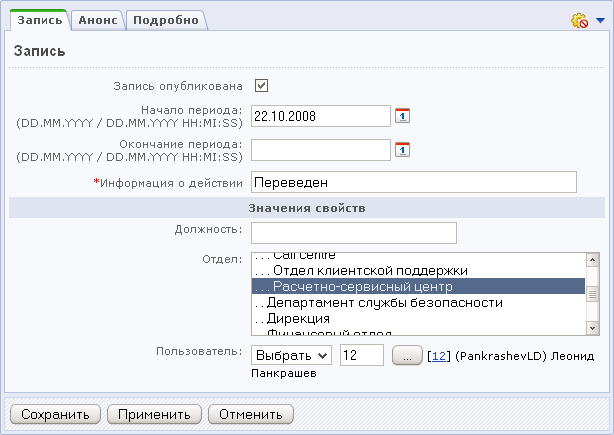 Запись Анонс Подробно
Запись
Запись опубликована
Начало периода: 22.10.2008 1
(DD.MM.YYYY / DD.MM.YYYY HH:MI:SS)
Окончание периода: 1
(DD.MM.YYYY / DD.MM.YYYY HH:MI:SS)
*Информация о действии Переведен
Значения свойств
Должность:
Отдел: . . . Call centre
. . . Отдел клиентской поддержки
. . . Расчетно-сервисный центр
. . Департамент службы безопасности
. . Дирекция
. . Финансовый отдел
Пользователь: Выбрать 12 ... [12] (PankrashevLD) Леонид
Панкрашев
Сохранить Применить Отменить